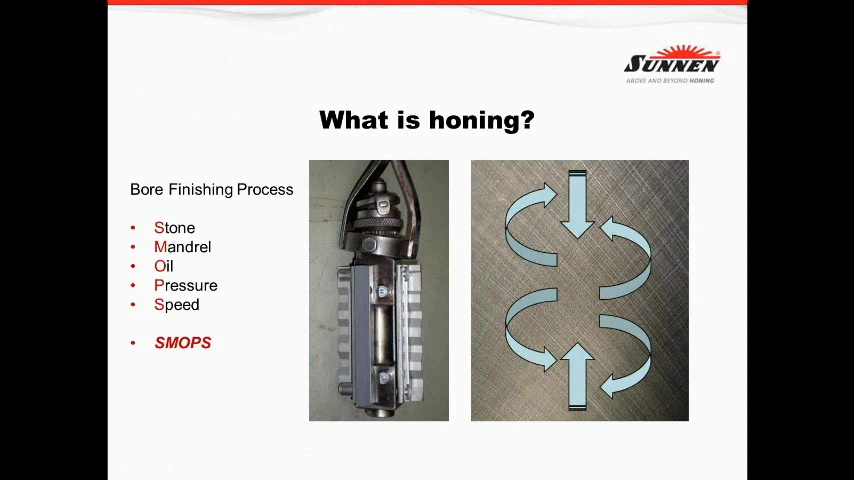 SUNNEN®
ABOVE AND BEYOND HONING
What is honing?
Bore Finishing Process
• Stone
• Mandrel
• Oil
• Pressure
• Speed
• SMOPS